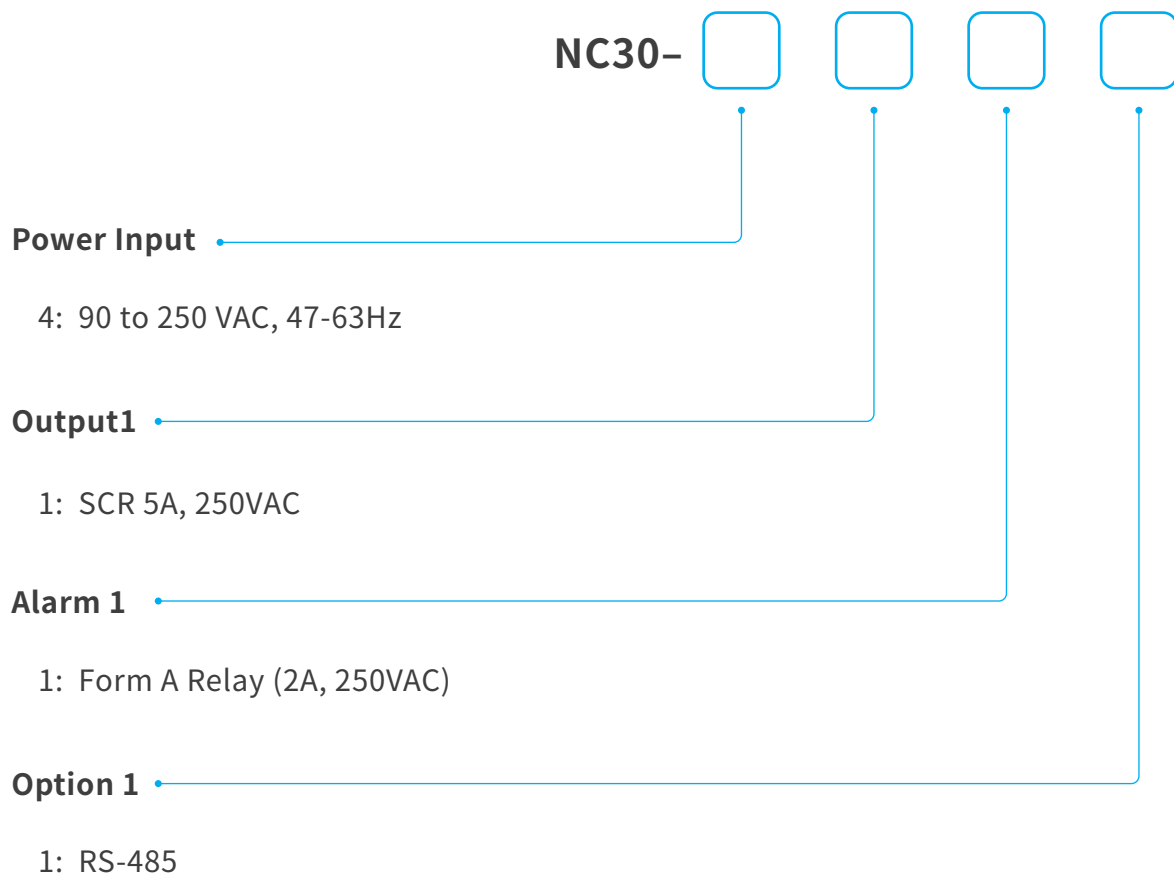 NC30–
Power Input
4: 90 to 250 VAC, 47-63Hz
Output1
1: SCR 5A, 250VAC
Alarm 1
1: Form A Relay (2A, 250VAC)
Option 1
1: RS-485